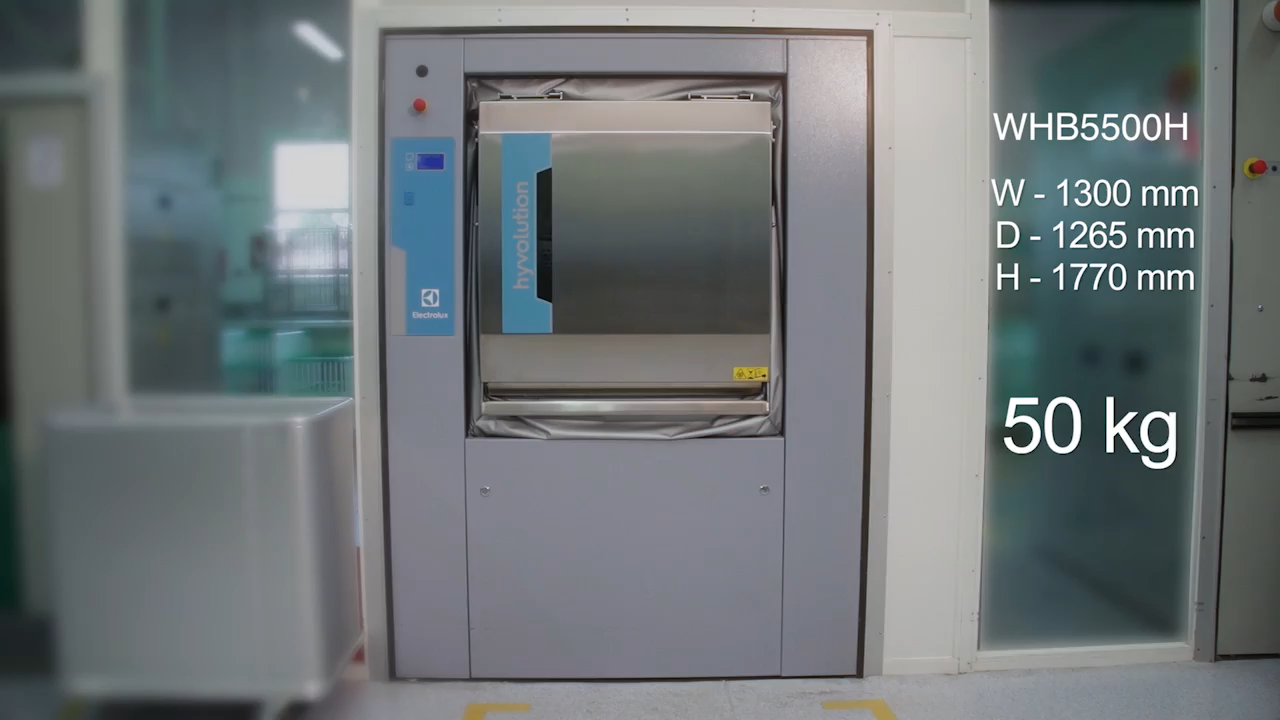 hyvolution
Electrolux
WHB5500H
W - 1300 mm
D - 1265 mm
H - 1770 mm
50 kg